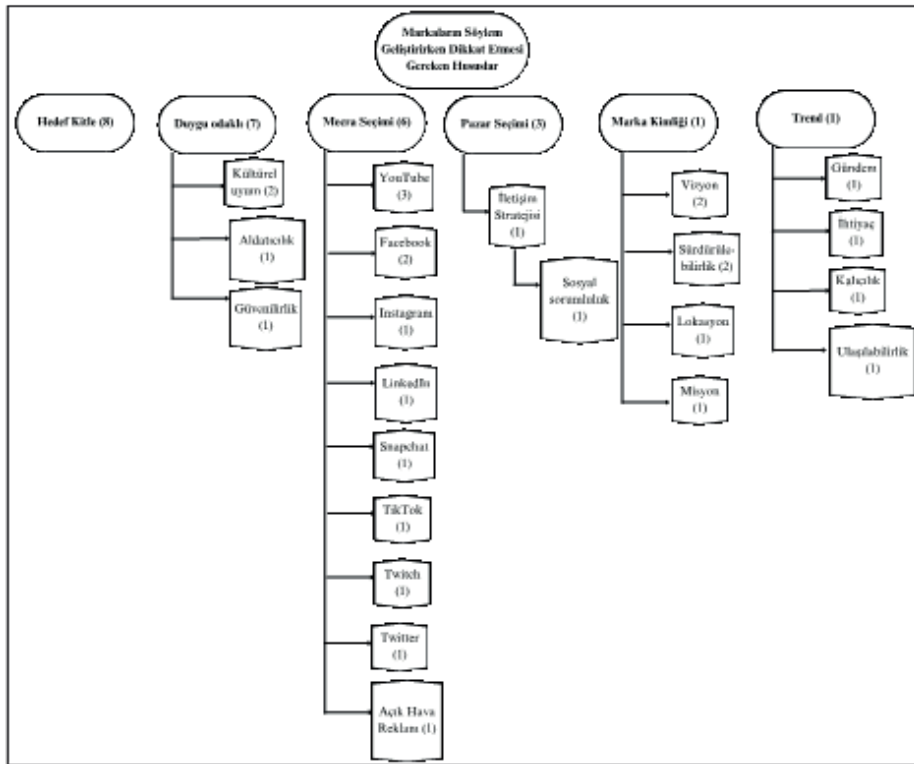 Markaların Söylem
Geliştirirken Dikkat Etmesi
Gereken Hususlar
Hedef Kitle (8)
Duygu odaklı (7)
Mecra Seçimi (6)
Pazar Seçimi (3)
Marka Kimliği (1)
Trend (1)
Kültürel
uyum (2)
Aldatıcılık
(1)
Güvenilirlik
(1)
YouTube
(3)
Facebook
(2)
Instagram
(1)
LinkedIn
(1)
Snapchat
(1)
TikTok
(1)
Twitch
(1)
Twitter
(1)
Açık Hava
Reklamı (1)
İletişim
Stratejisi
(1)
Sosyal
sorumluluk
(1)
Vizyon
(2)
Sürdürüle-
bilirlik (2)
Lokasyon
(1)
Misyon
(1)
Gündem
(1)
İhtiyaç
(1)
Kalıcılık
(1)
Ulaşılabilirlik
(1)